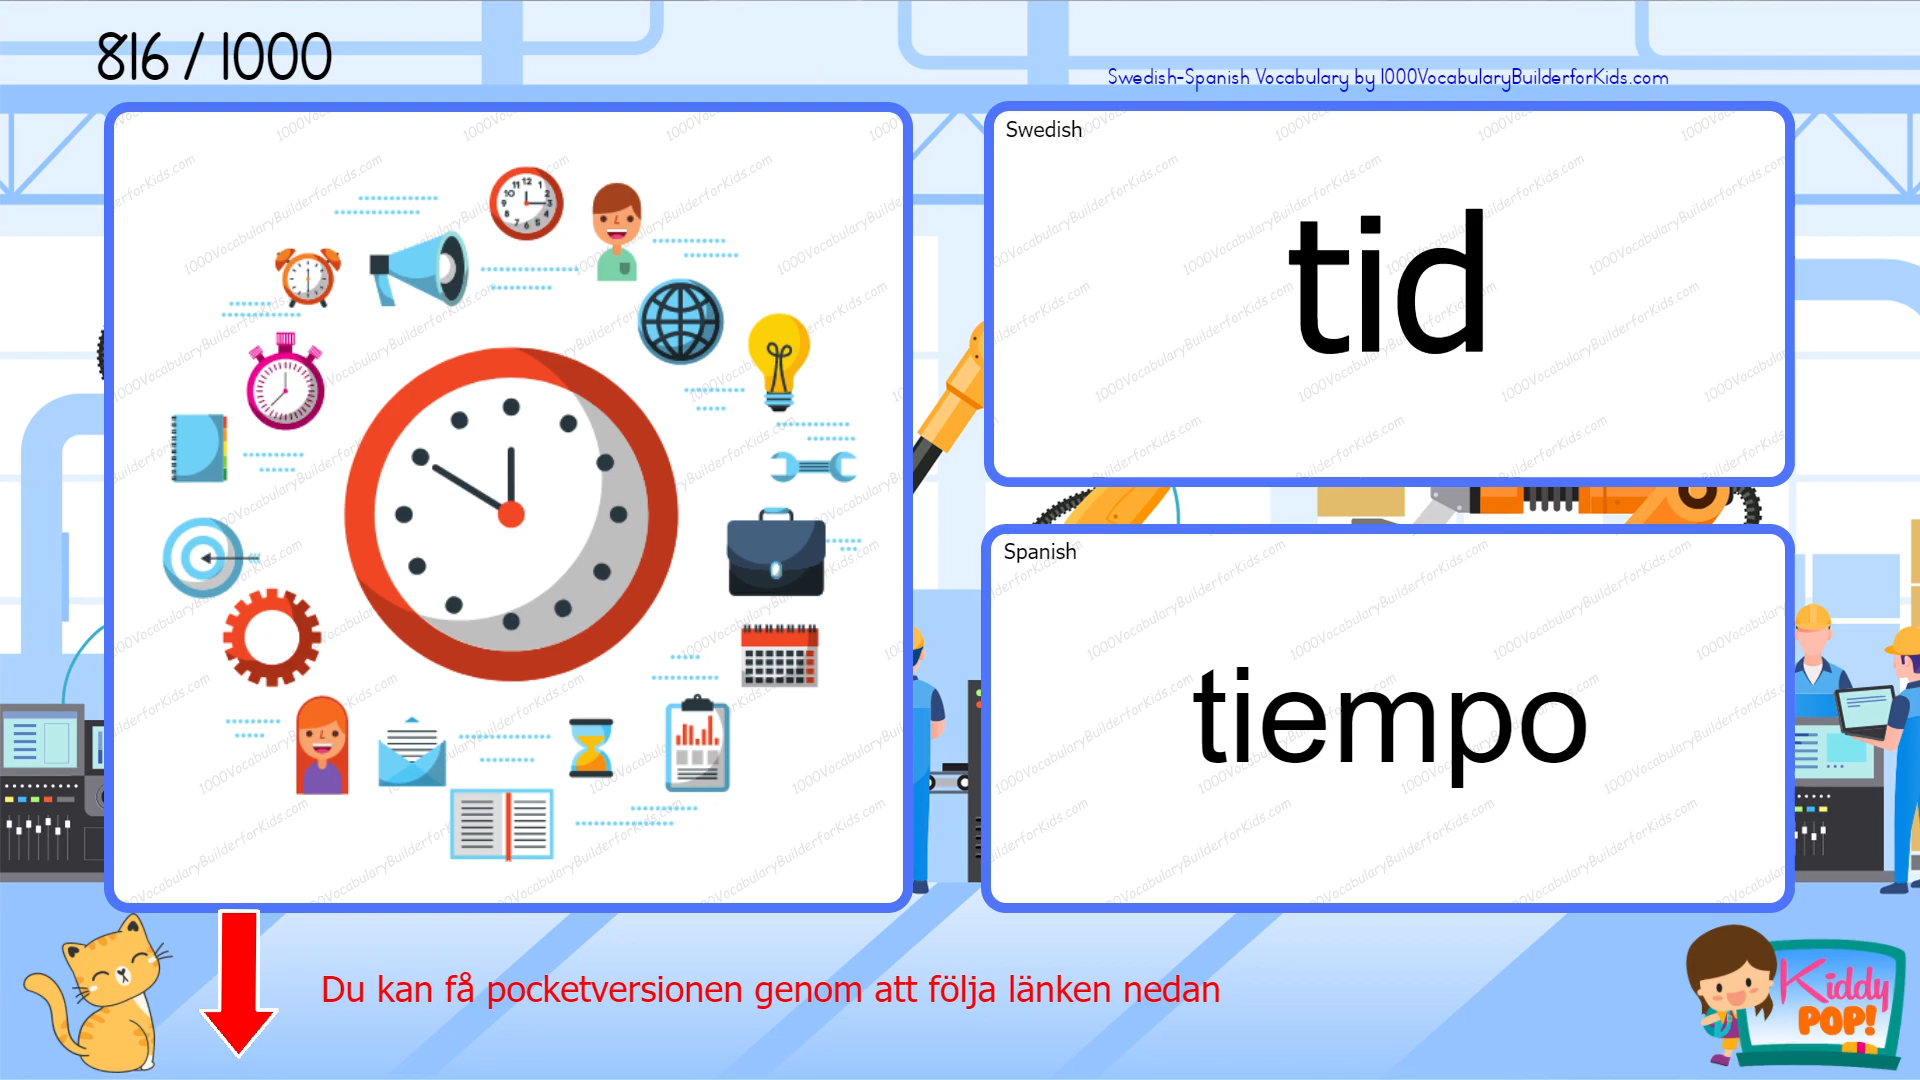 816 / 1000
Swedish-Spanish Vocabulary by 1000VocabularyBuilderforKids.com
Swedish
tid
Spanish
tiempo
Du kan få pocketversionen genom att följa länken nedan
Kiddy
POP!